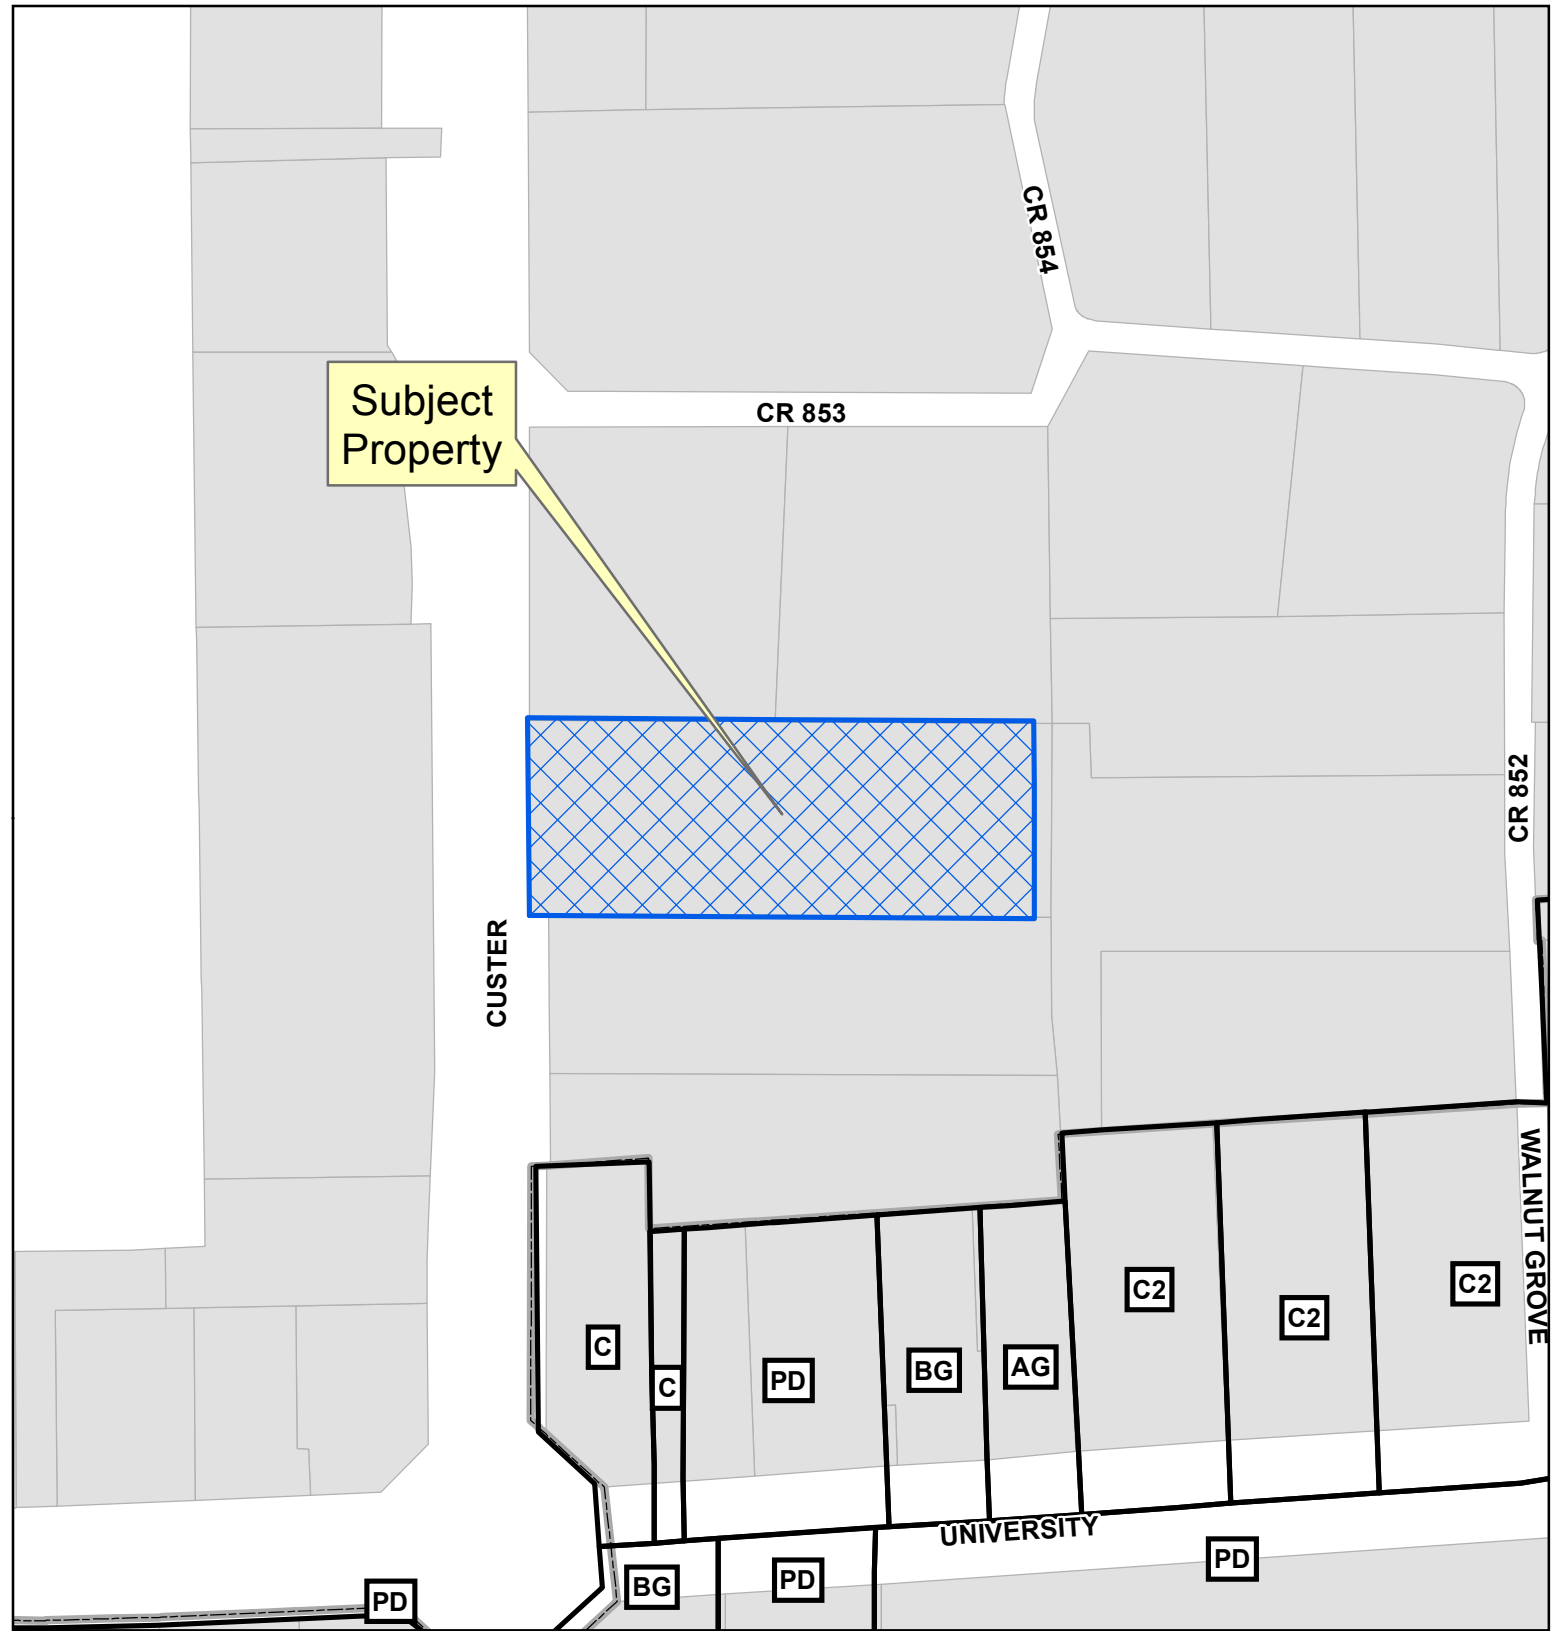 CR 854
Subject
Property
CR 853
CR 852
CUSTER
WALNUT GROVE
C2
C2
C2
C
C
PD
BG
AG
UNIVERSITY
PD
BG
PD
PD